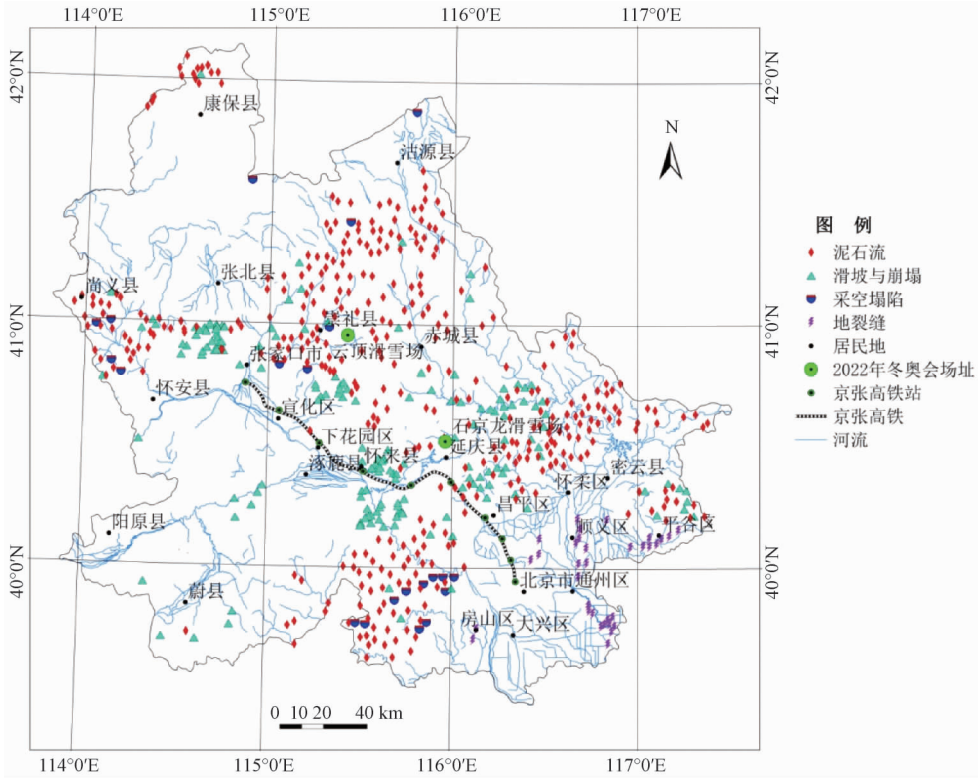 114°0′E
115°0′E
116°0′E
117°0′E
42°0′N
42°0′N
康保县
沽源县
N
图 例
泥石流
滑坡与崩塌
采空塌陷
地裂缝
居民地
2022年冬奥会场址
京张高铁站
京张高铁
河流
张北县
尚义县
41°0′N
41°0′N
崇礼县
赤城县
张家口市
云顶滑雪场
怀安县
宣化区
石京龙滑雪场
下花园区
延庆县
怀来县
涿鹿县
密云县
怀柔区
昌平区
阳原县
顺义区
平谷区
40°0′N
40°0′N
北京市
通州区
蔚县
房山区
大兴区
0 10 20 40 km
114°0′E
115°0′E
116°0′E
117°0′E